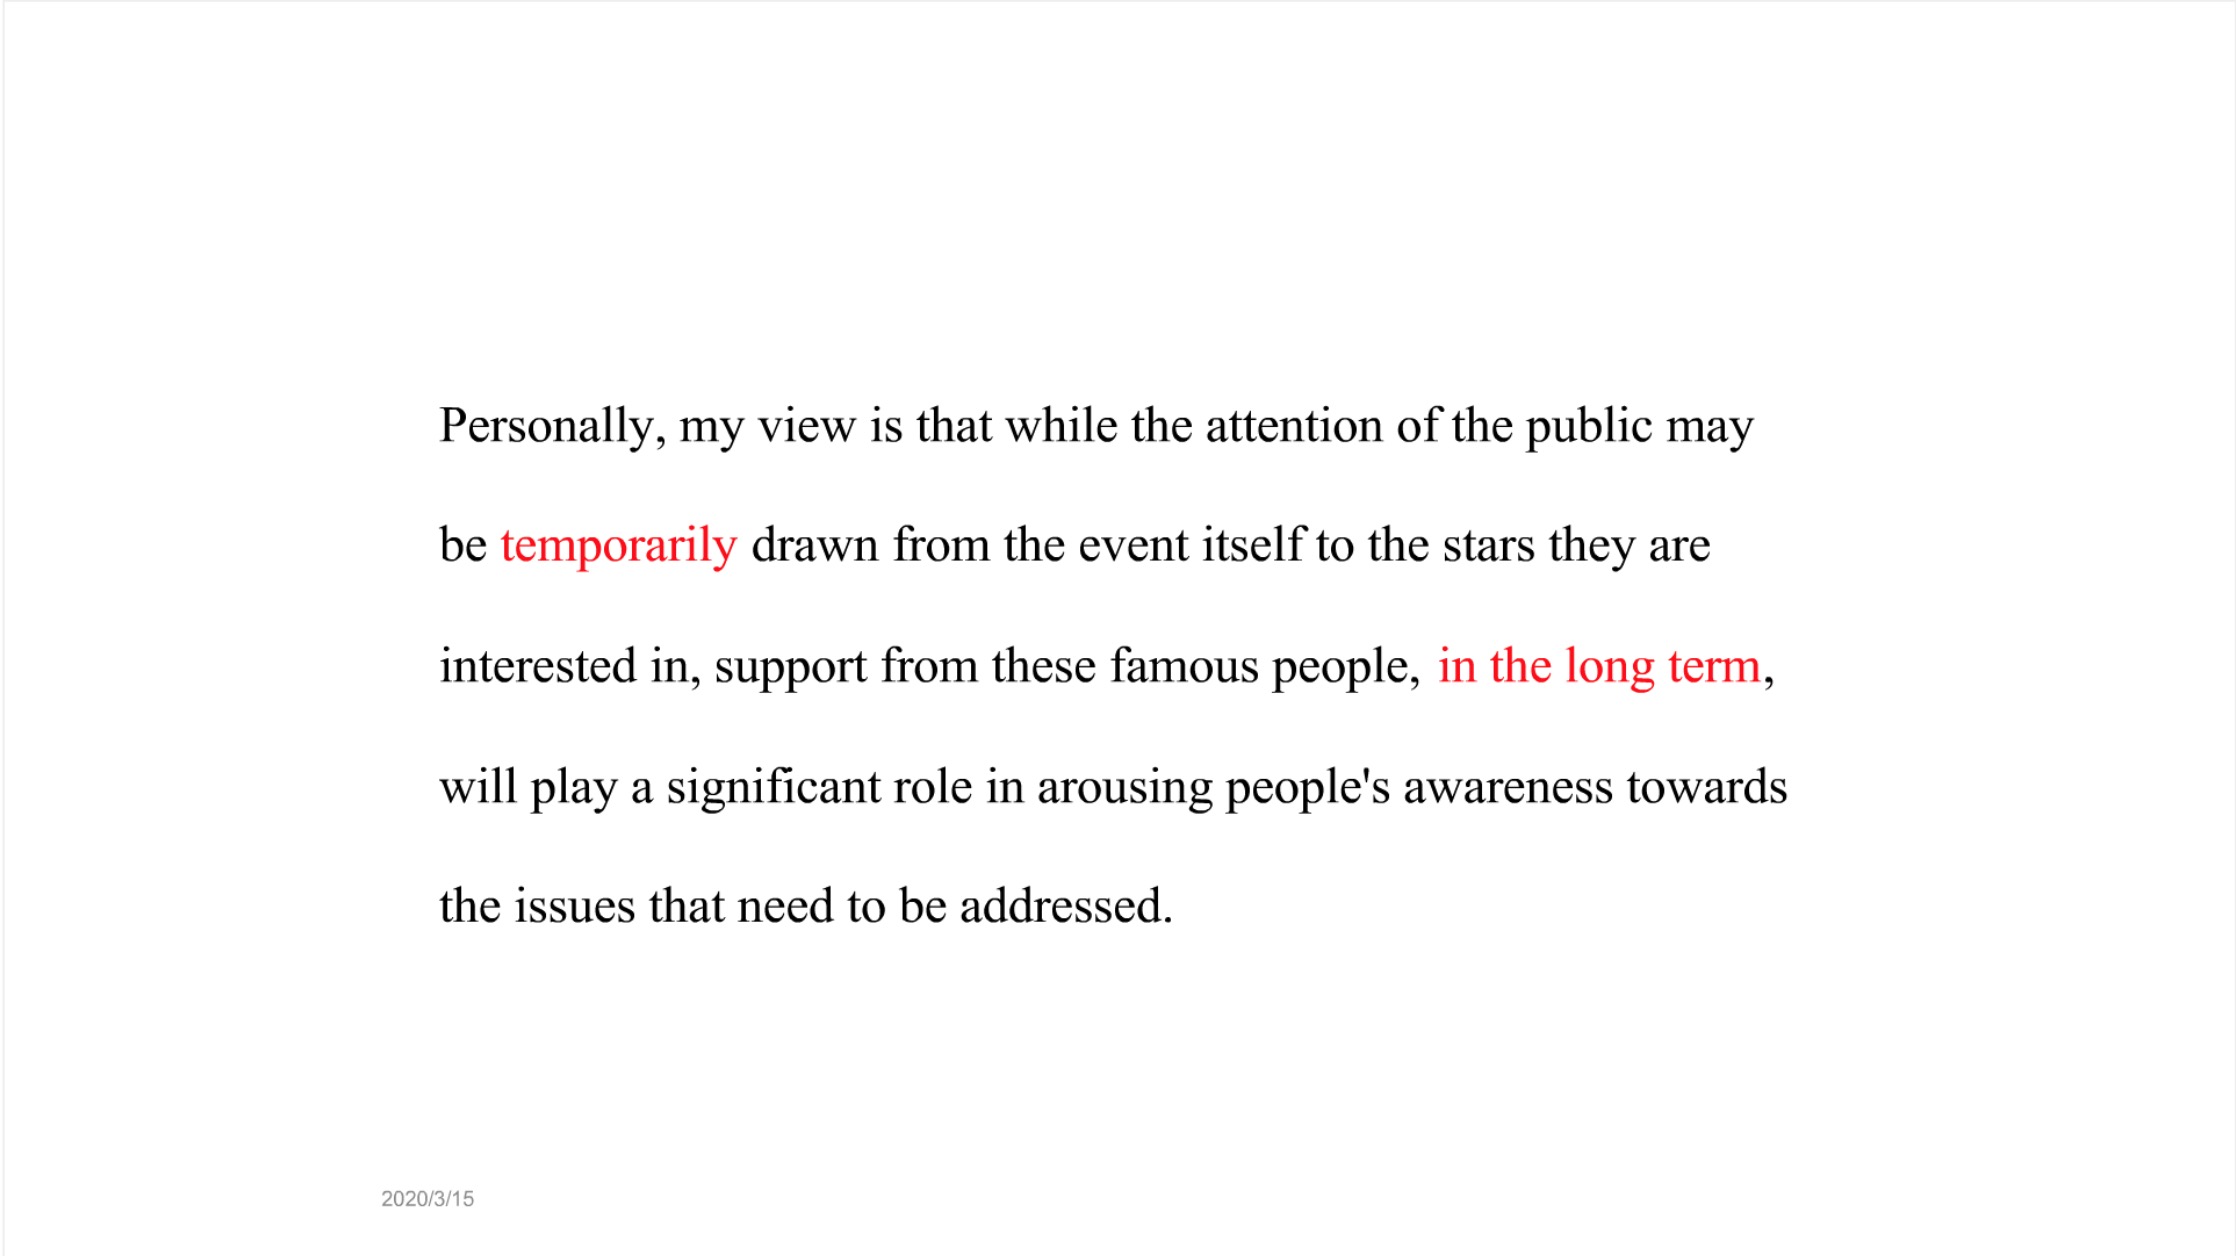 Personally, my view is that while the attention of the public may
be temporarily drawn from the event itself to the stars they are
interested in, support from these famous people, in the long term,
will play a significant role in arousing people's awareness towards
the issues that need to be addressed.
2020/3/15